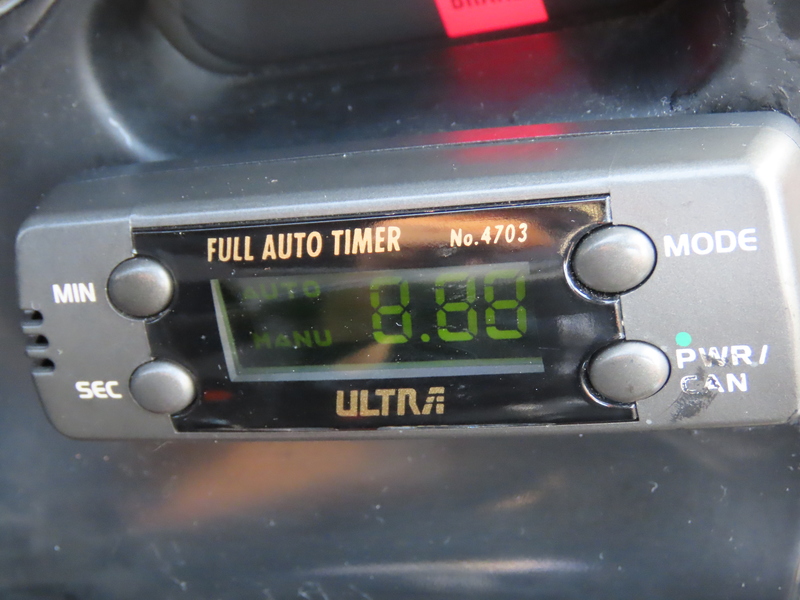 FULL AUTO TIMER No.4703
MIN
MODE
AUTO
MANU
8.88
SEC
PWR/
CAN
ULTRA